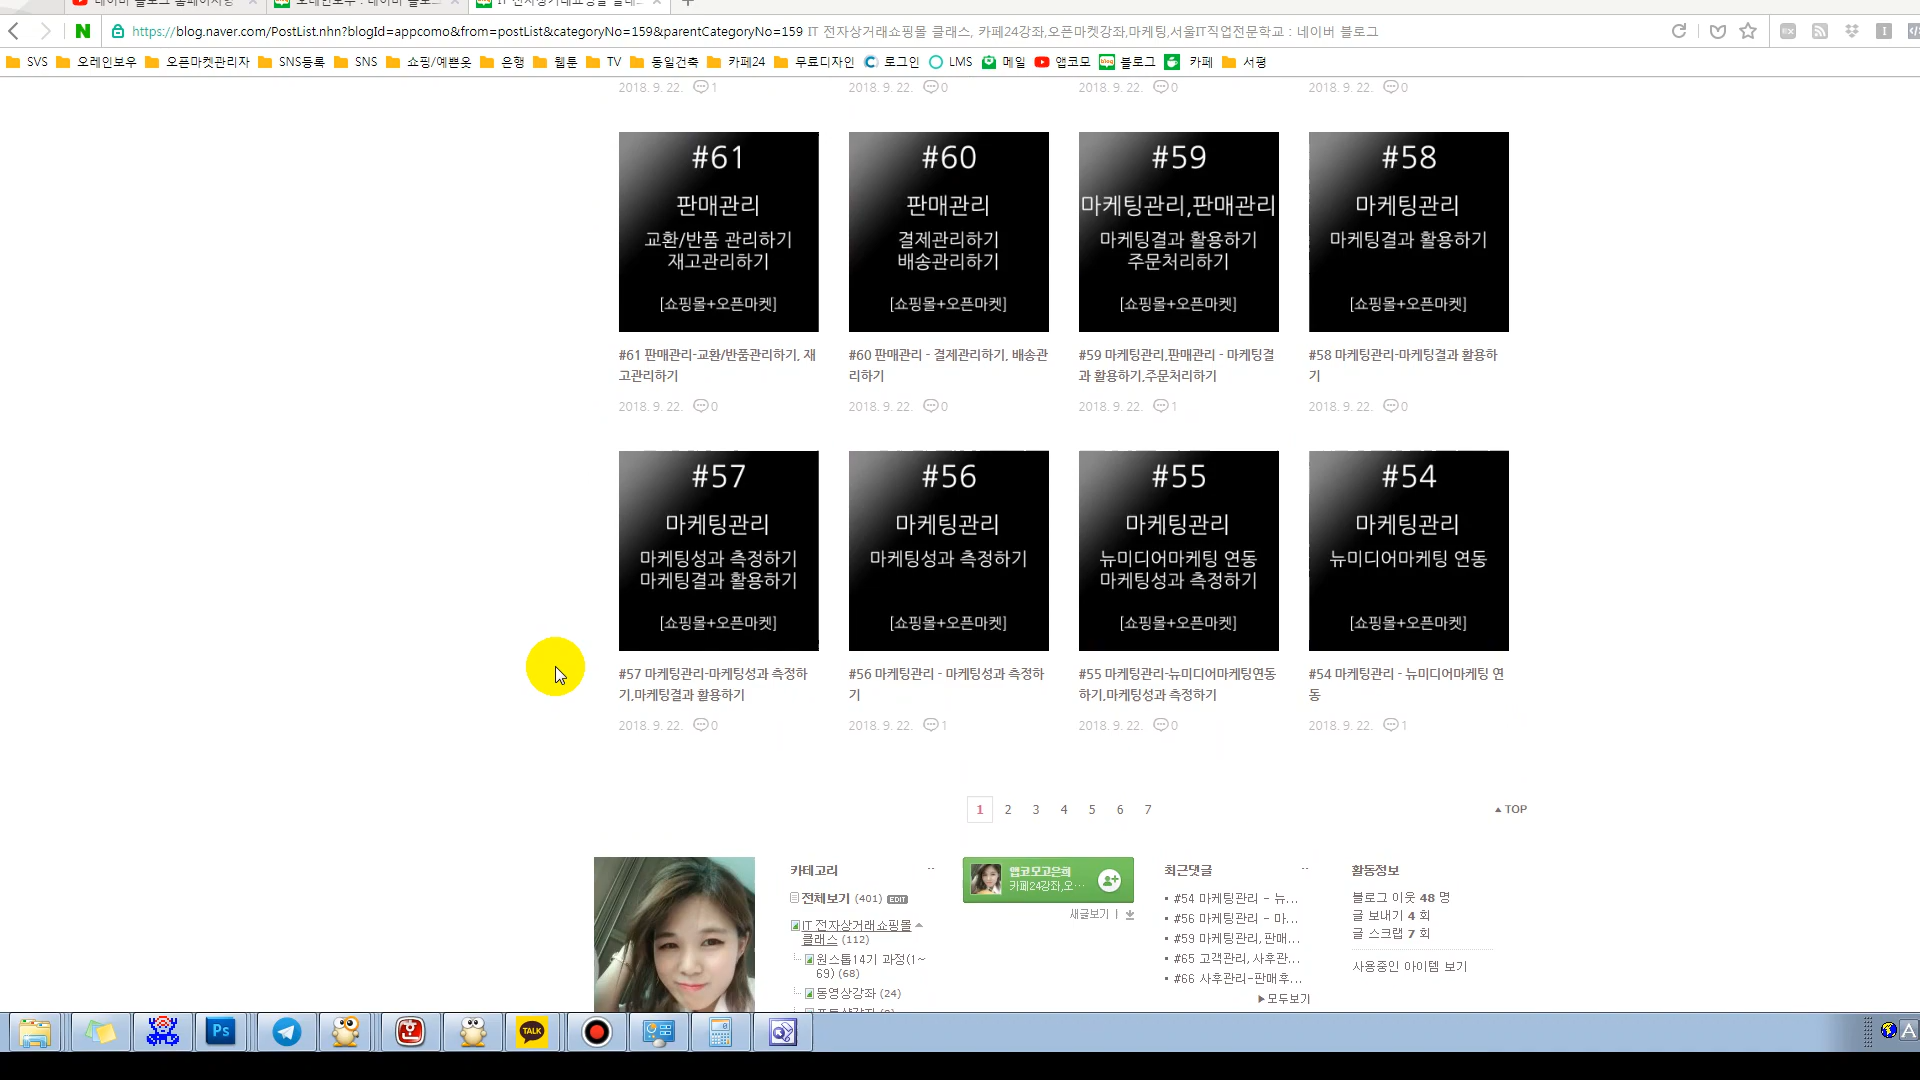 https://blog.naver.com/PostList.nhn?blogId=appcomo&from=postList&categoryNo=159&parentCategoryNo=159 IT 전자상거래쇼핑몰 클래스, 카페24강좌,오픈마켓강좌,마케팅,서울IT직업전문학교 : 네이버 블로그
SVS 오레인보우 오픈마켓관리자 SNS등록 SNS 쇼핑/예쁜옷 은행 웹툰 TV 동일건축 카페24 무료디자인 로그인 LMS 메일 앱코모 블로그 카페 서평
2018. 9. 22. 1 2018. 9. 22. 0 2018. 9. 22. 0 2018. 9. 22. 0
#61
판매관리
교환/반품 관리하기
재고관리하기
[쇼핑몰+오픈마켓]
#60
판매관리
결제관리하기
배송관리하기
[쇼핑몰+오픈마켓]
#59
마케팅관리,판매관리
마케팅결과 활용하기
주문처리하기
[쇼핑몰+오픈마켓]
#58
마케팅관리
마케팅결과 활용하기
[쇼핑몰+오픈마켓]
#61 판매관리-교환/반품관리하기, 재
고관리하기
2018. 9. 22. 0
#60 판매관리 - 결제관리하기, 배송관
리하기
2018. 9. 22. 0
#59 마케팅관리,판매관리 - 마케팅결
과 활용하기,주문처리하기
2018. 9. 22. 1
#58 마케팅관리-마케팅결과 활용하
기
2018. 9. 22. 0
#57
마케팅관리
마케팅성과 측정하기
마케팅결과 활용하기
[쇼핑몰+오픈마켓]
#56
마케팅관리
마케팅성과 측정하기
[쇼핑몰+오픈마켓]
#55
마케팅관리
뉴미디어마케팅 연동
마케팅성과 측정하기
[쇼핑몰+오픈마켓]
#54
마케팅관리
뉴미디어마케팅 연동
[쇼핑몰+오픈마켓]
#57 마케팅관리-마케팅성과 측정하
기,마케팅결과 활용하기
2018. 9. 22. 0
#56 마케팅관리 - 마케팅성과 측정하
기
2018. 9. 22. 1
#55 마케팅관리-뉴미디어마케팅연동
하기,마케팅성과 측정하기
2018. 9. 22. 0
#54 마케팅관리 - 뉴미디어마케팅 연
동
2018. 9. 22. 1
1 2 3 4 5 6 7
TOP
카테고리
전체보기 (401) EDIT
IT 전자상거래쇼핑몰
클래스 (112)
원스톱14기 과정(1~
69) (68)
동영상강좌 (24)
앱코모고은희
카페24강좌,오…
새글보기
최근댓글
#54 마케팅관리 - 뉴...
#56 마케팅관리 - 마...
#59 마케팅관리, 판매...
#65 고객관리, 사후관...
#66 사후관리-판매후...
모두보기
활동정보
블로그 이웃 48 명
글 보내기 4 회
글 스크랩 7 회
사용중인 아이템 보기
Ps
TALK
A